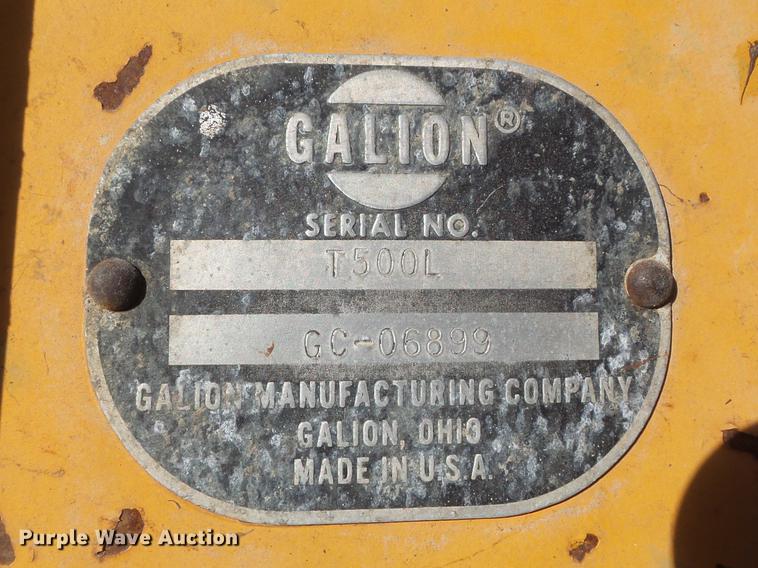 GALION®
SERIAL NO.
T500L
GC-06899
GALION MANUFACTURING COMPANY
GALION, OHIO
MADE IN U.S.A.
Purple Wave Auction